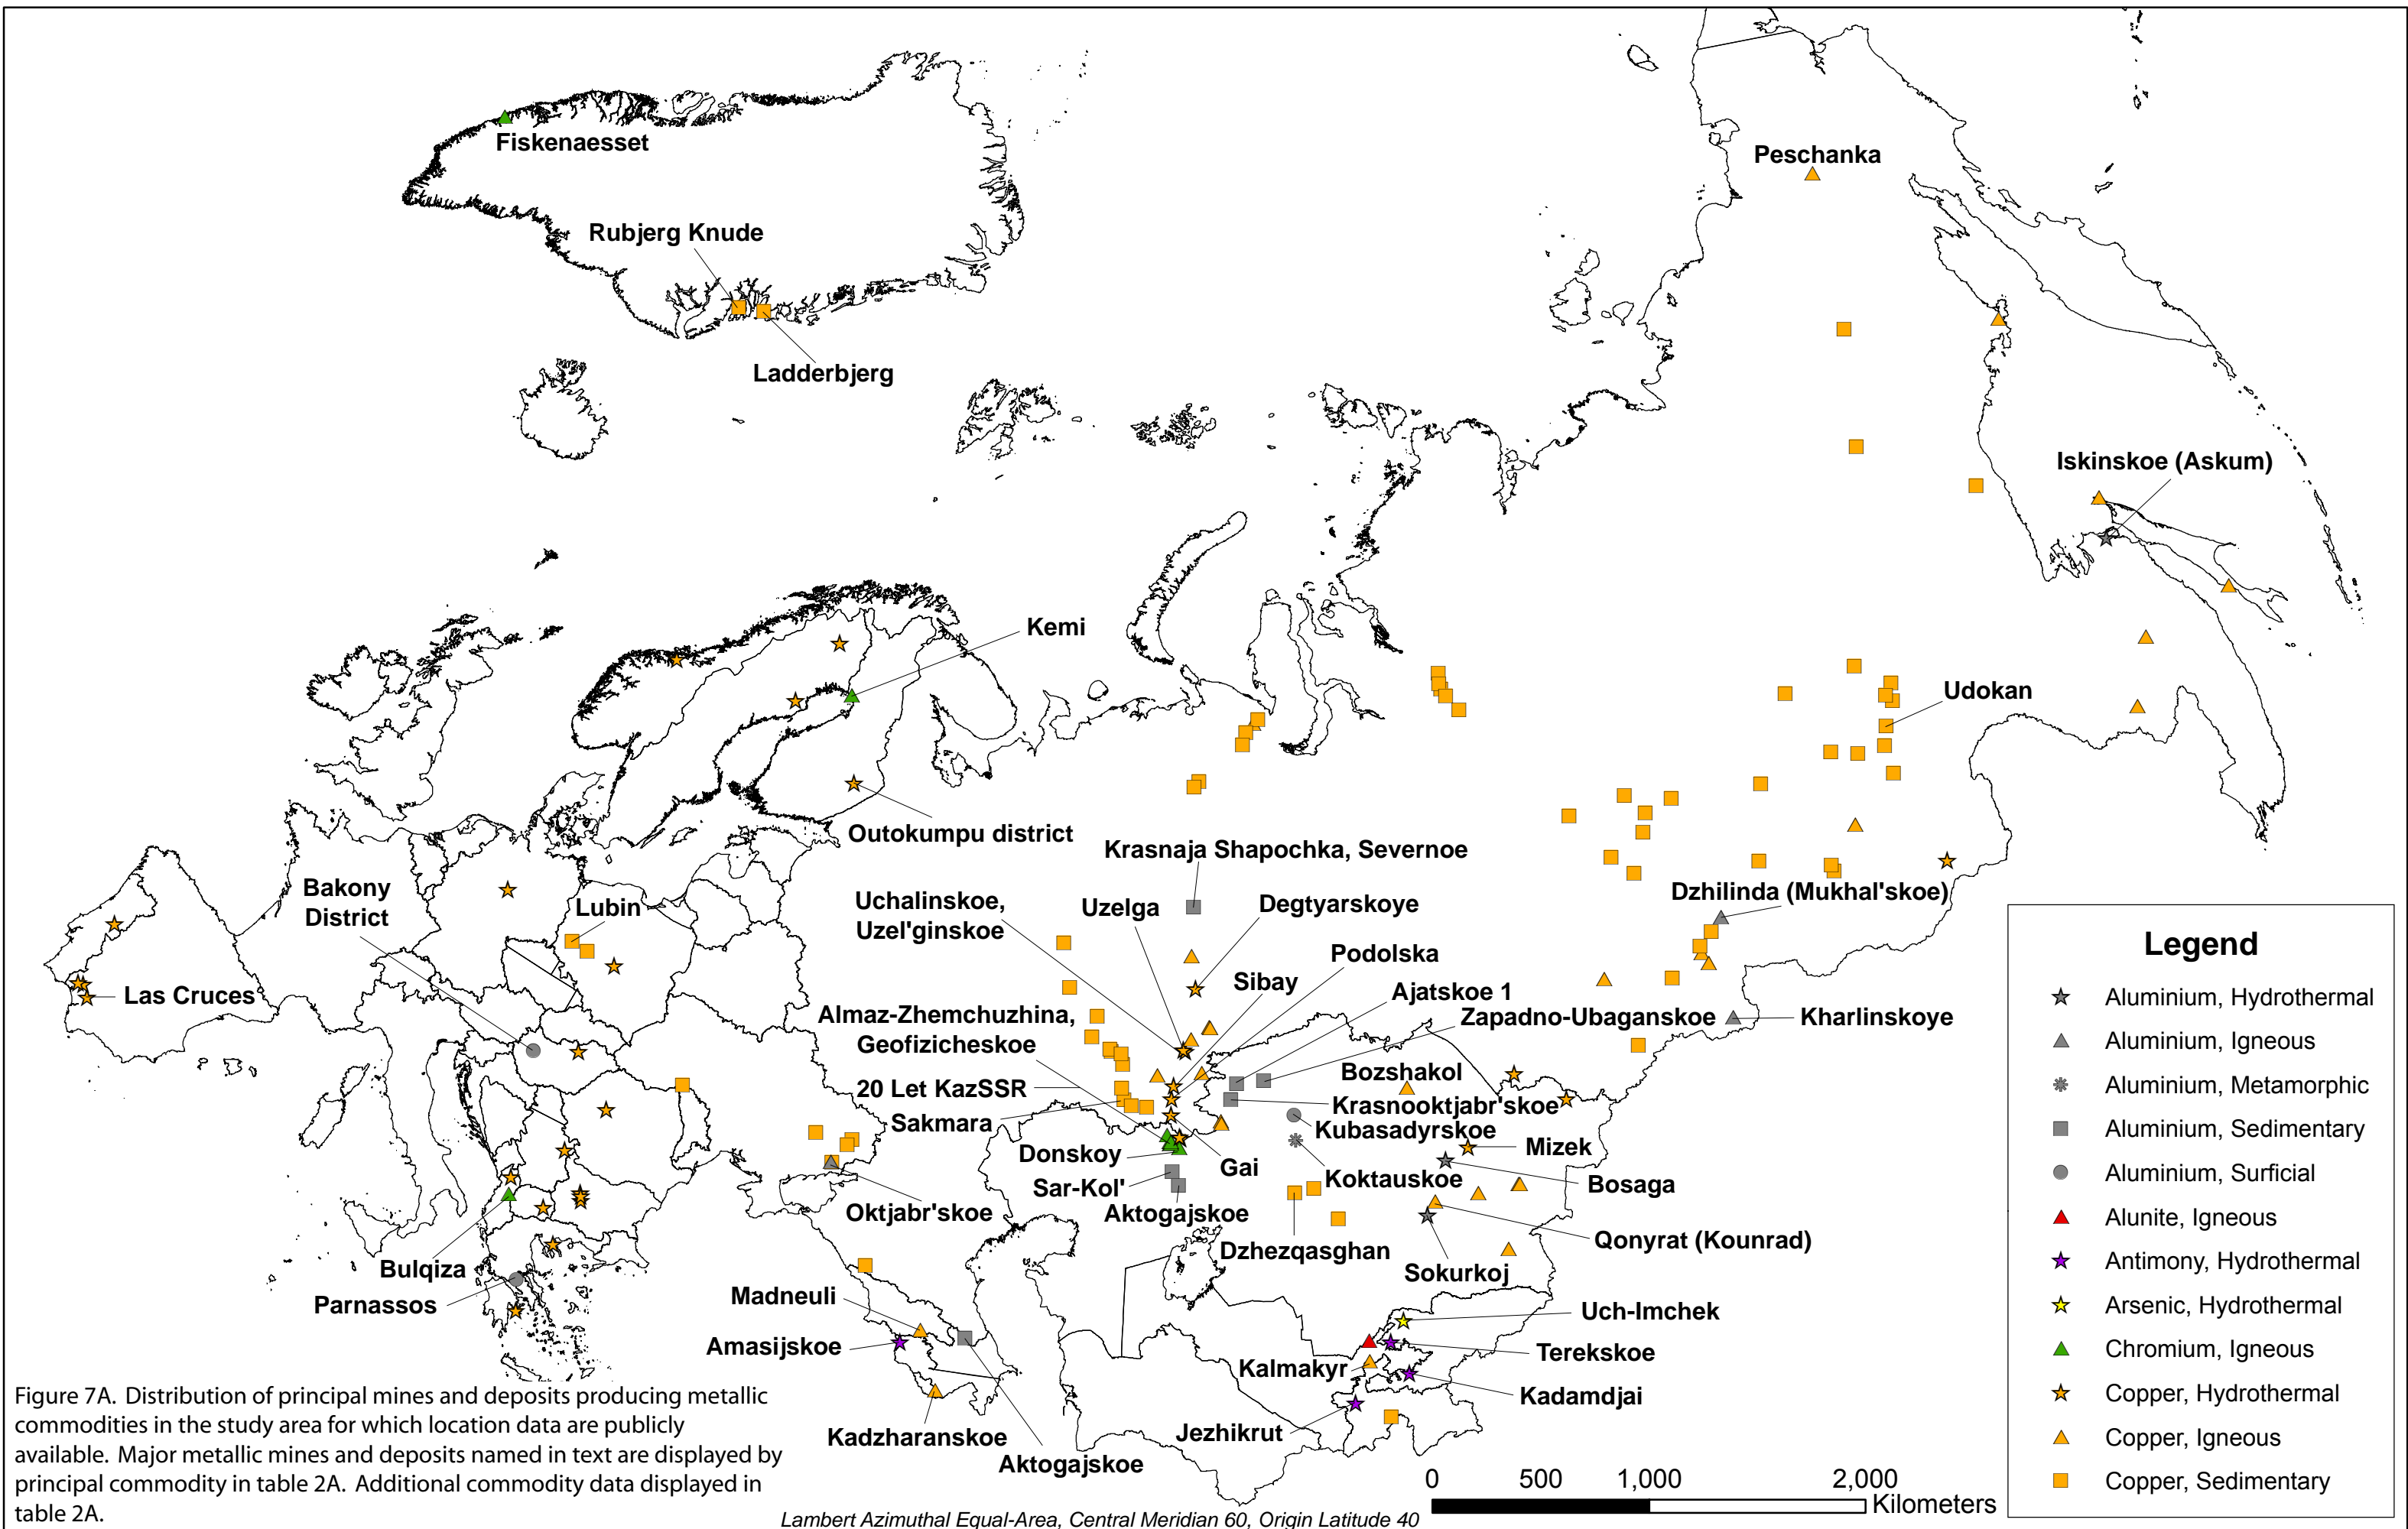 Fiskenaesset
Peschanka
Rubjerg Knude
Ladderbjerg
Iskinskoe (Askum)
Kemi
Udokan
Outokumpu district
Krasnaja Shapochka, Severnoe
Bakony
District
Lubin
Uchalinskoe,
Uzel'ginskoe
Uzelga
Degtyarskoye
Dzhilinda (Mukhal'skoe)
Podolska
Sibay
Las Cruces
Ajatskoe 1
Almaz-Zhemchuzhina,
Geofizicheskoe
Zapadno-Ubaganskoe
Kharlinskoye
Bozshakol
20 Let KazSSR
Krasnooktjabr'skoe
Sakmara
Kubasadyrskoe
Donskoy
Mizek
Gai
Koktauskoe
Sar-Kol'
Bosaga
Oktjabr'skoe
Aktogajskoe
Qonyrat (Kounrad)
Dzhezqasghan
Bulqiza
Sokurkoj
Parnassos
Madneuli
Uch-Imchek
Amasijskoe
Terekskoe
Kalmakyr
Kadamdjai
Kadzharanskoe
Jezhikrut
Aktogajskoe
Legend
Aluminium, Hydrothermal
Aluminium, Igneous
Aluminium, Metamorphic
Aluminium, Sedimentary
Aluminium, Surficial
Alunite, Igneous
Antimony, Hydrothermal
Arsenic, Hydrothermal
Chromium, Igneous
Copper, Hydrothermal
Copper, Igneous
Copper, Sedimentary
Figure 7A. Distribution of principal mines and deposits producing metallic
commodities in the study area for which location data are publicly
available. Major metallic mines and deposits named in text are displayed by
principal commodity in table 2A. Additional commodity data displayed in
table 2A.
0 500 1,000 2,000
Kilometers
Lambert Azimuthal Equal-Area, Central Meridian 60, Origin Latitude 40